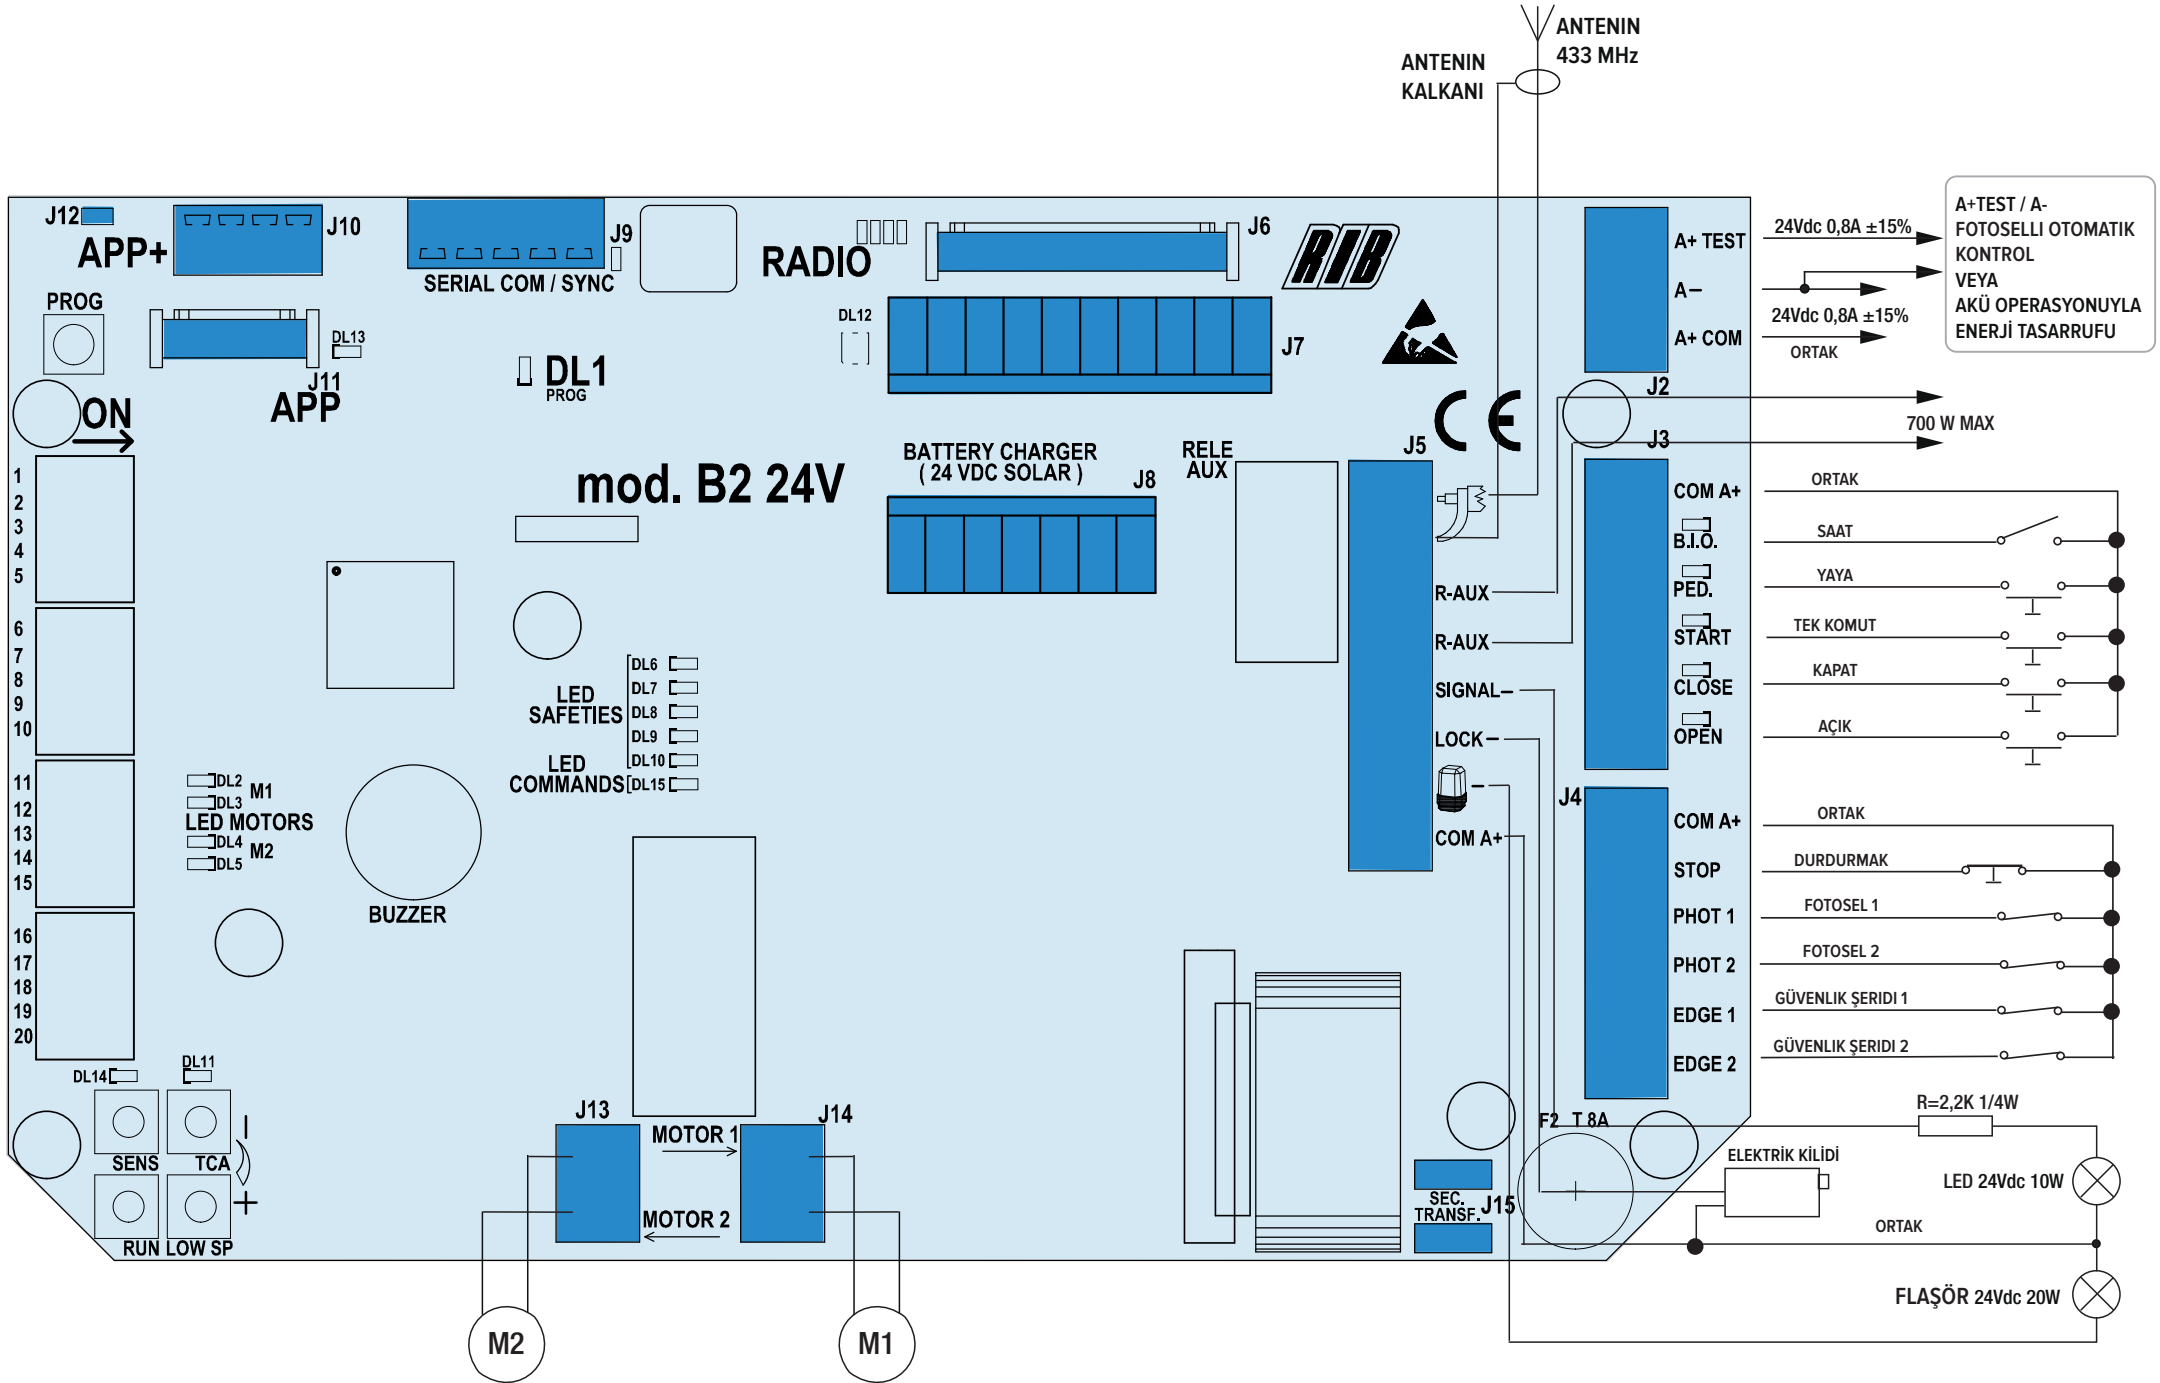 ANTENIN
433 MHz
ANTENIN
KALKANI
J12
APP+
J10
J9
SERIAL COM / SYNC
RADIO
J6
RIB
A+ TEST
A–
A+ COM
J2
24Vdc 0,8A ±15%
24Vdc 0,8A ±15%
ORTAK
A+TEST / A-
FOTOSELLI OTOMATIK
KONTROL
VEYA
AKÜ OPERASYONUYLA
ENERJİ TASARRUFU
PROG
DL13
J11
APP
ON
DL1
PROG
DL12
J7
CE
700 W MAX
mod. B2 24V
BATTERY CHARGER
( 24 VDC SOLAR )
J8
RELE
AUX
J5
R-AUX
R-AUX
SIGNAL–
LOCK–
–
COM A+
J3
COM A+
B.I.O.
PED.
START
CLOSE
OPEN
ORTAK
SAAT
YAYA
TEK KOMUT
KAPAT
AÇIK
J4
COM A+
STOP
PHOT 1
PHOT 2
EDGE 1
EDGE 2
ORTAK
DURDURMAK
FOTOSEL 1
FOTOSEL 2
GÜVENLIK ŞERIDI 1
GÜVENLIK ŞERIDI 2
1
2
3
4
5
6
7
8
9
10
11
12
13
14
15
16
17
18
19
20
LED
SAFETIES
DL6
DL7
DL8
DL9
DL10
LED
COMMANDS
DL15
DL2
DL3
M1
LED MOTORS
DL4
DL5
M2
BUZZER
DL14
DL11
SENS
TCA
–
+
RUN
LOW SP
J13
MOTOR 1
J14
MOTOR 2
M2
M1
F2 T 8A
SEC.
TRANSF.
J15
R=2,2K 1/4W
ELEKTRİK KİLİDİ
LED 24Vdc 10W
ORTAK
FLAŞÖR 24Vdc 20W